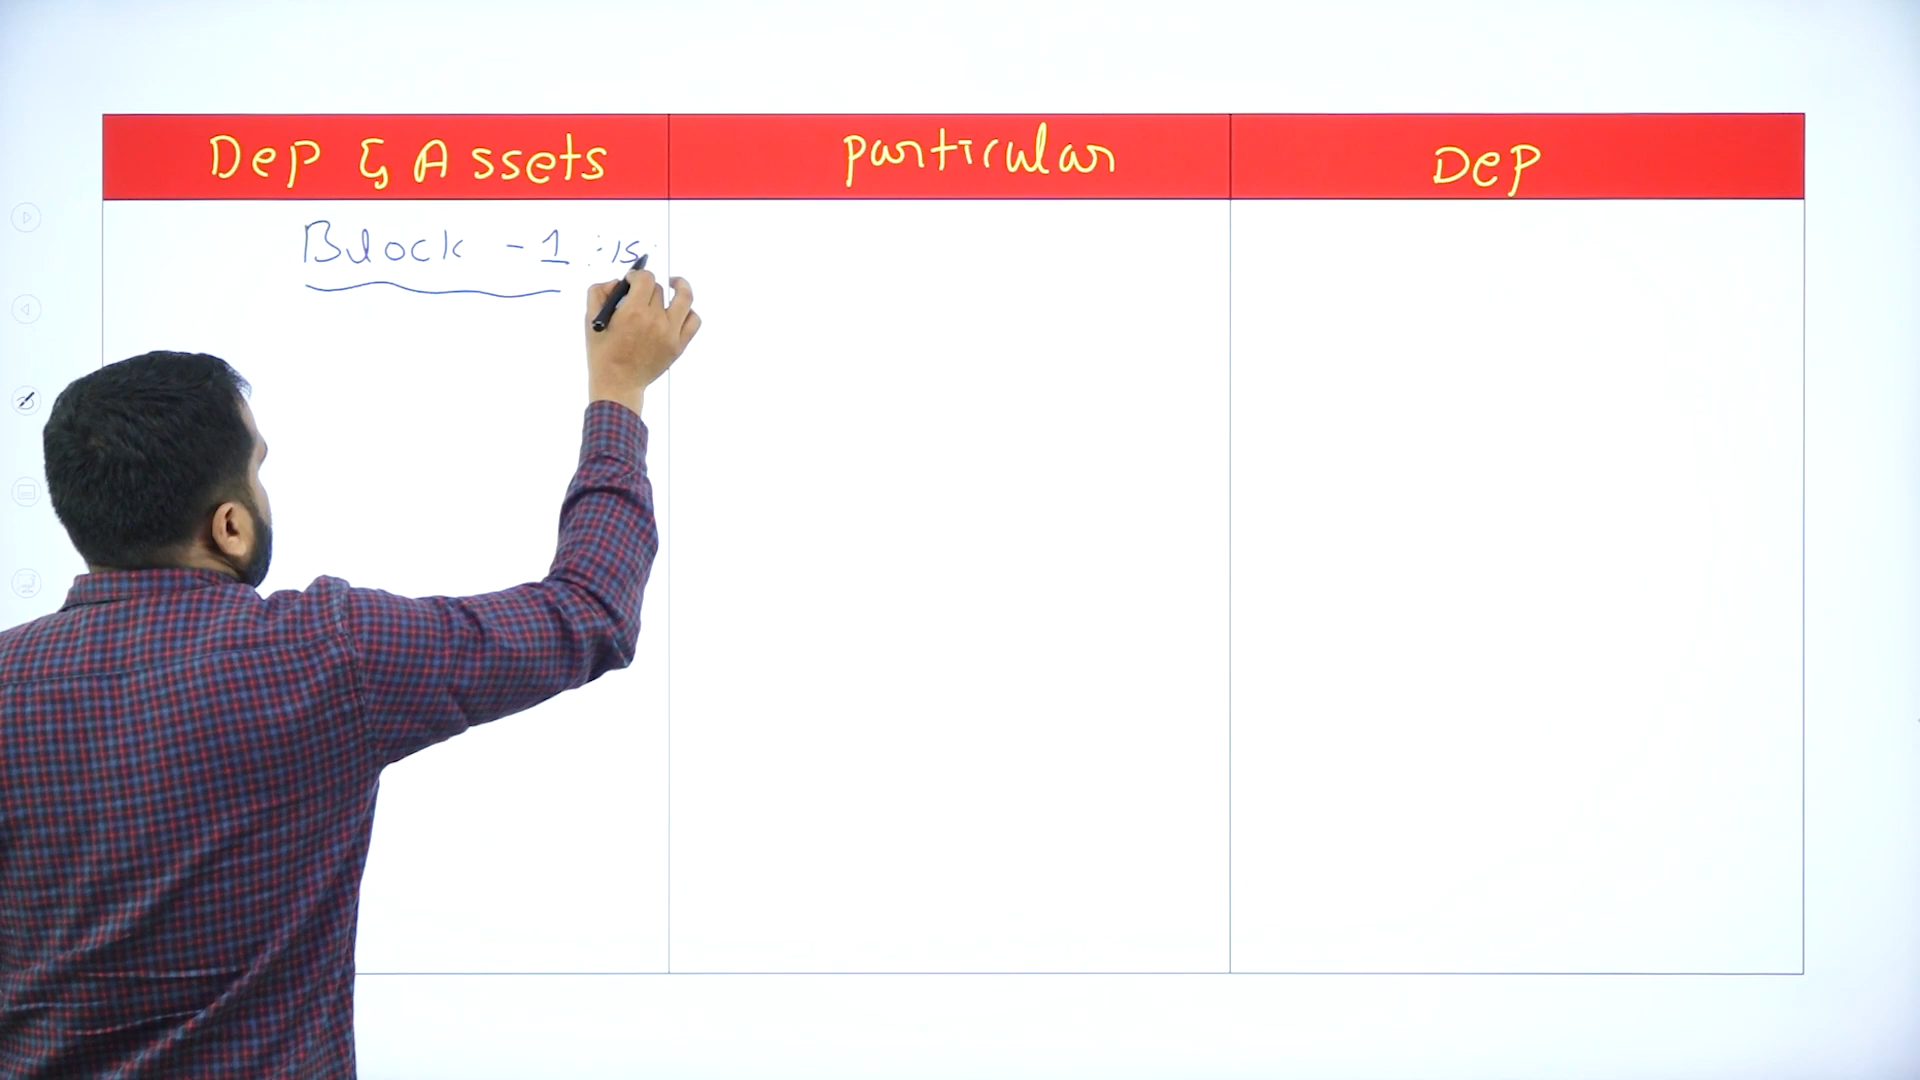 Dep & Assets
particular
Dep
Block - 1 : 15